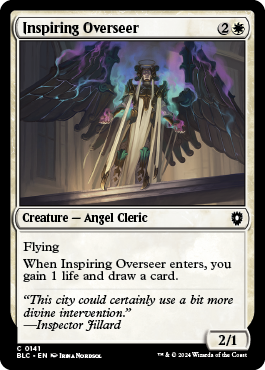 Inspiring Overseer 2
Creature — Angel Cleric
Flying
When Inspiring Overseer enters, you
gain 1 life and draw a card.
“This city could certainly use a bit more
divine intervention.”
—Inspector Jillard
2/1
C 0141
BLC • EN Irina Nordsol
™ & © 2024 Wizards of the Coast